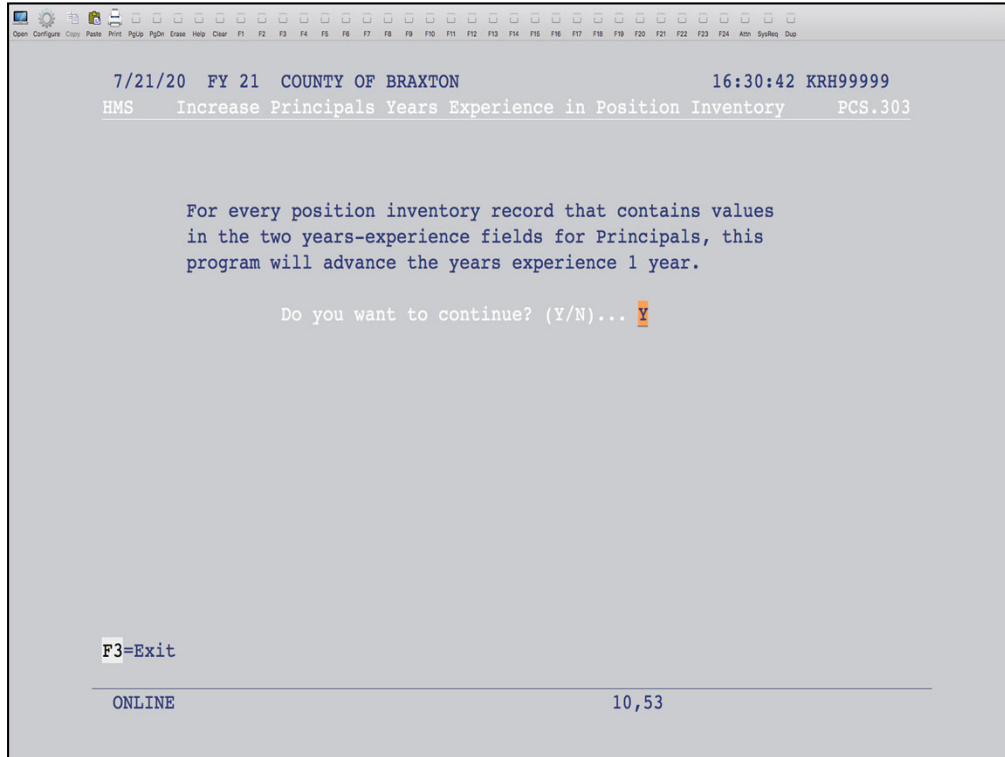 Open Configure Copy Paste Print PgUp PgDn Erase Help Clear F1 F2 F3 F4 F5 F6 F7 F8 F9 F10 F11 F12 F13 F14 F15 F16 F17 F18 F19 F20 F21 F22 F23 F24 Attn SysReq Dup
7/21/20 FY 21 COUNTY OF BRAXTON 16:30:42 KRH99999
HMS Increase Principals Years Experience in Position Inventory PCS.303
For every position inventory record that contains values
in the two years-experience fields for Principals, this
program will advance the years experience 1 year.
Do you want to continue? (Y/N)... Y
F3=Exit
ONLINE 10,53